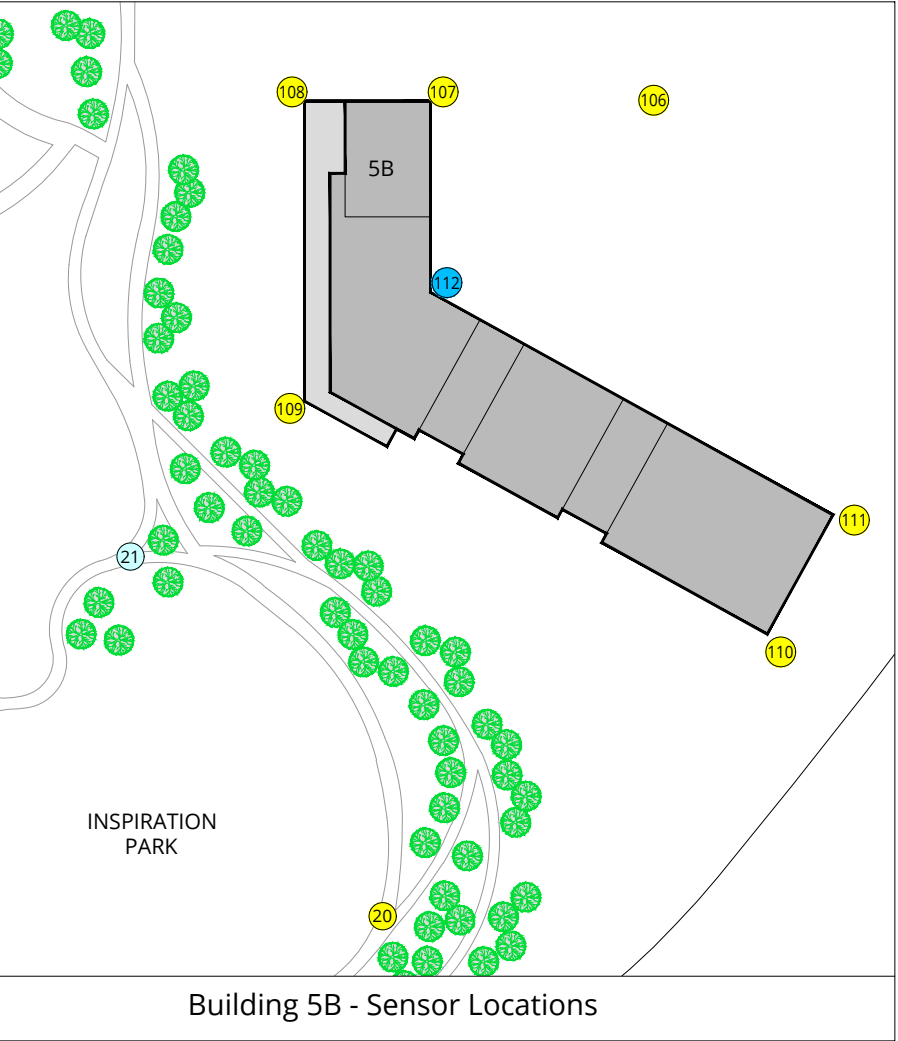 108
107
106
5B
112
109
111
21
110
INSPIRATION
PARK
20
Building 5B - Sensor Locations